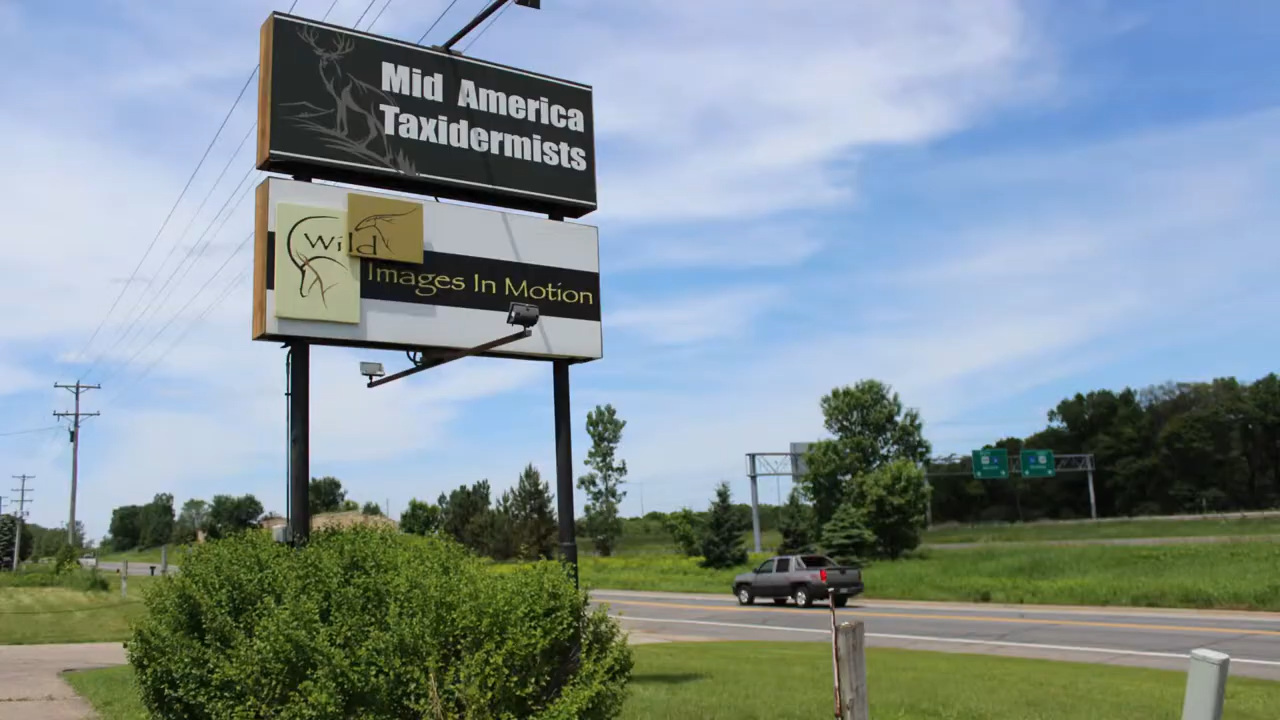 Mid America
Taxidermists
Wild
Images In Motion